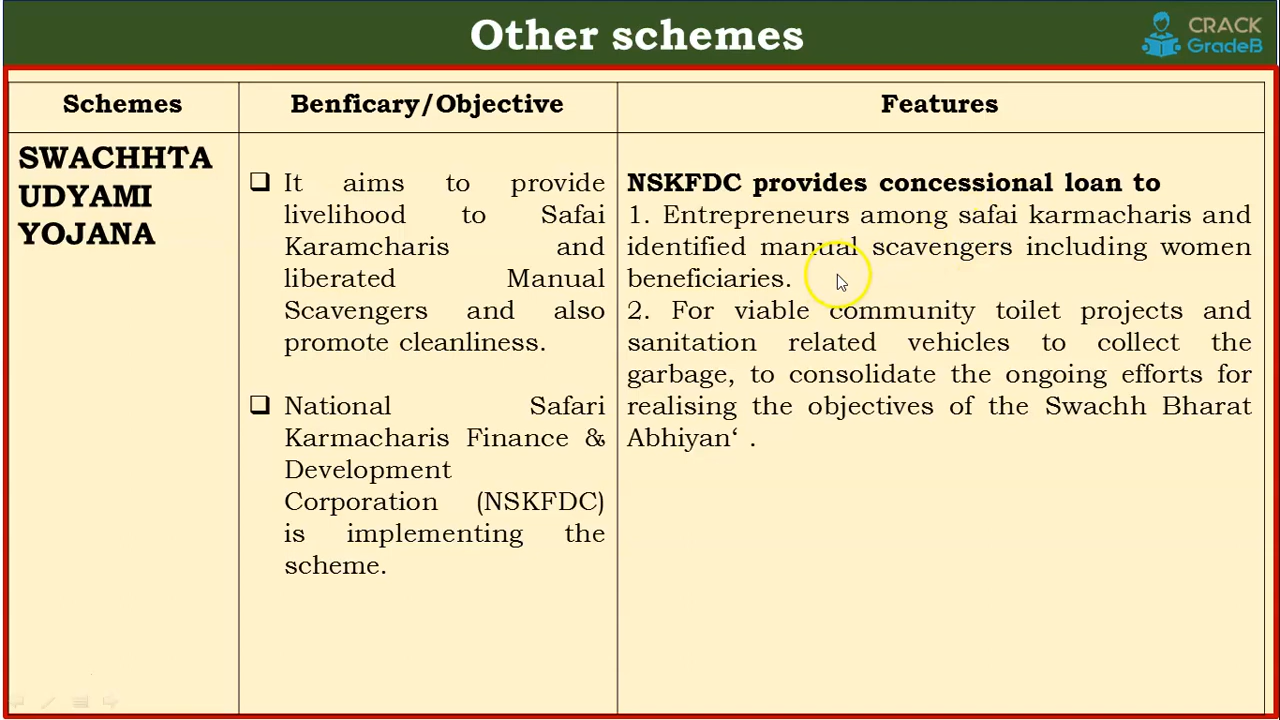 Other schemes
CRACK
GradeB
Schemes
Benficary/Objective
Features
SWACHHTA
UDYAMI
YOJANA
❑ It aims to provide
livelihood to Safai
Karamcharis and
liberated Manual
Scavengers and also
promote cleanliness.
❑ National Safari
Karmacharis Finance &
Development
Corporation (NSKFDC)
is implementing the
scheme.
NSKFDC provides concessional loan to
1. Entrepreneurs among safai karmacharis and
identified manual scavengers including women
beneficiaries.
2. For viable community toilet projects and
sanitation related vehicles to collect the
garbage, to consolidate the ongoing efforts for
realising the objectives of the Swachh Bharat
Abhiyan‘ .